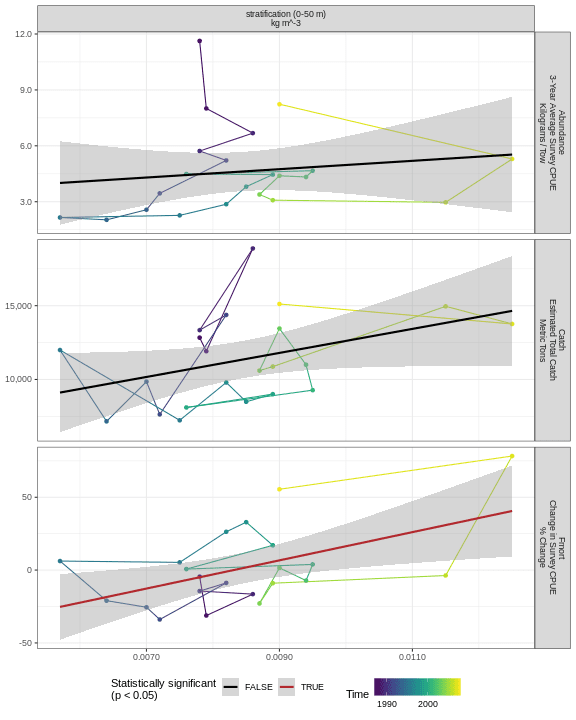 stratification (0-50 m)
kg m^-3
12.0
9.0
6.0
3.0
Abundance
3-Year Average Survey CPUE
Kilograms / Tow
15,000
10,000
Catch
Estimated Total Catch
Metric Tons
50
0
-50
Fmort
Change in Survey CPUE
% Change
0.0070
0.0090
0.0110
Statistically significant
(p < 0.05)
FALSE
TRUE
Time
1990
2000